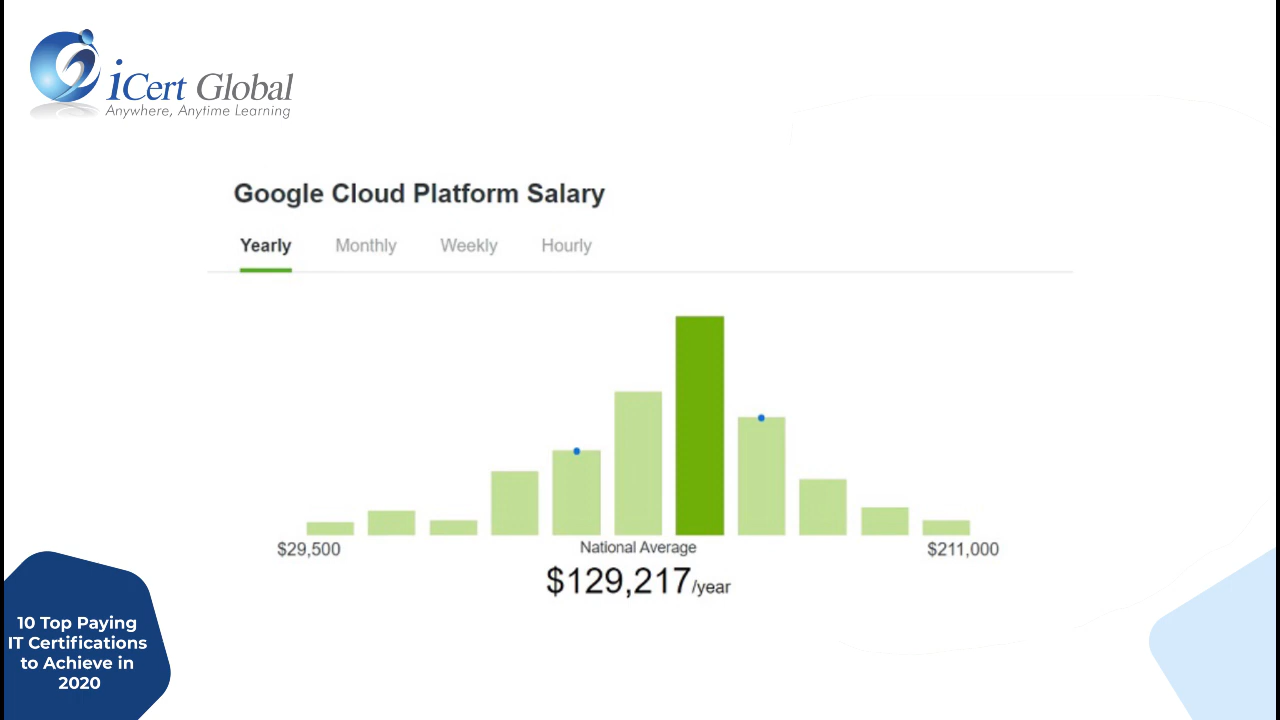 iCert Global
Anywhere, Anytime Learning
Google Cloud Platform Salary
Yearly Monthly Weekly Hourly
$29,500
National Average
$211,000
$129,217/year
10 Top Paying
IT Certifications
to Achieve in
2020